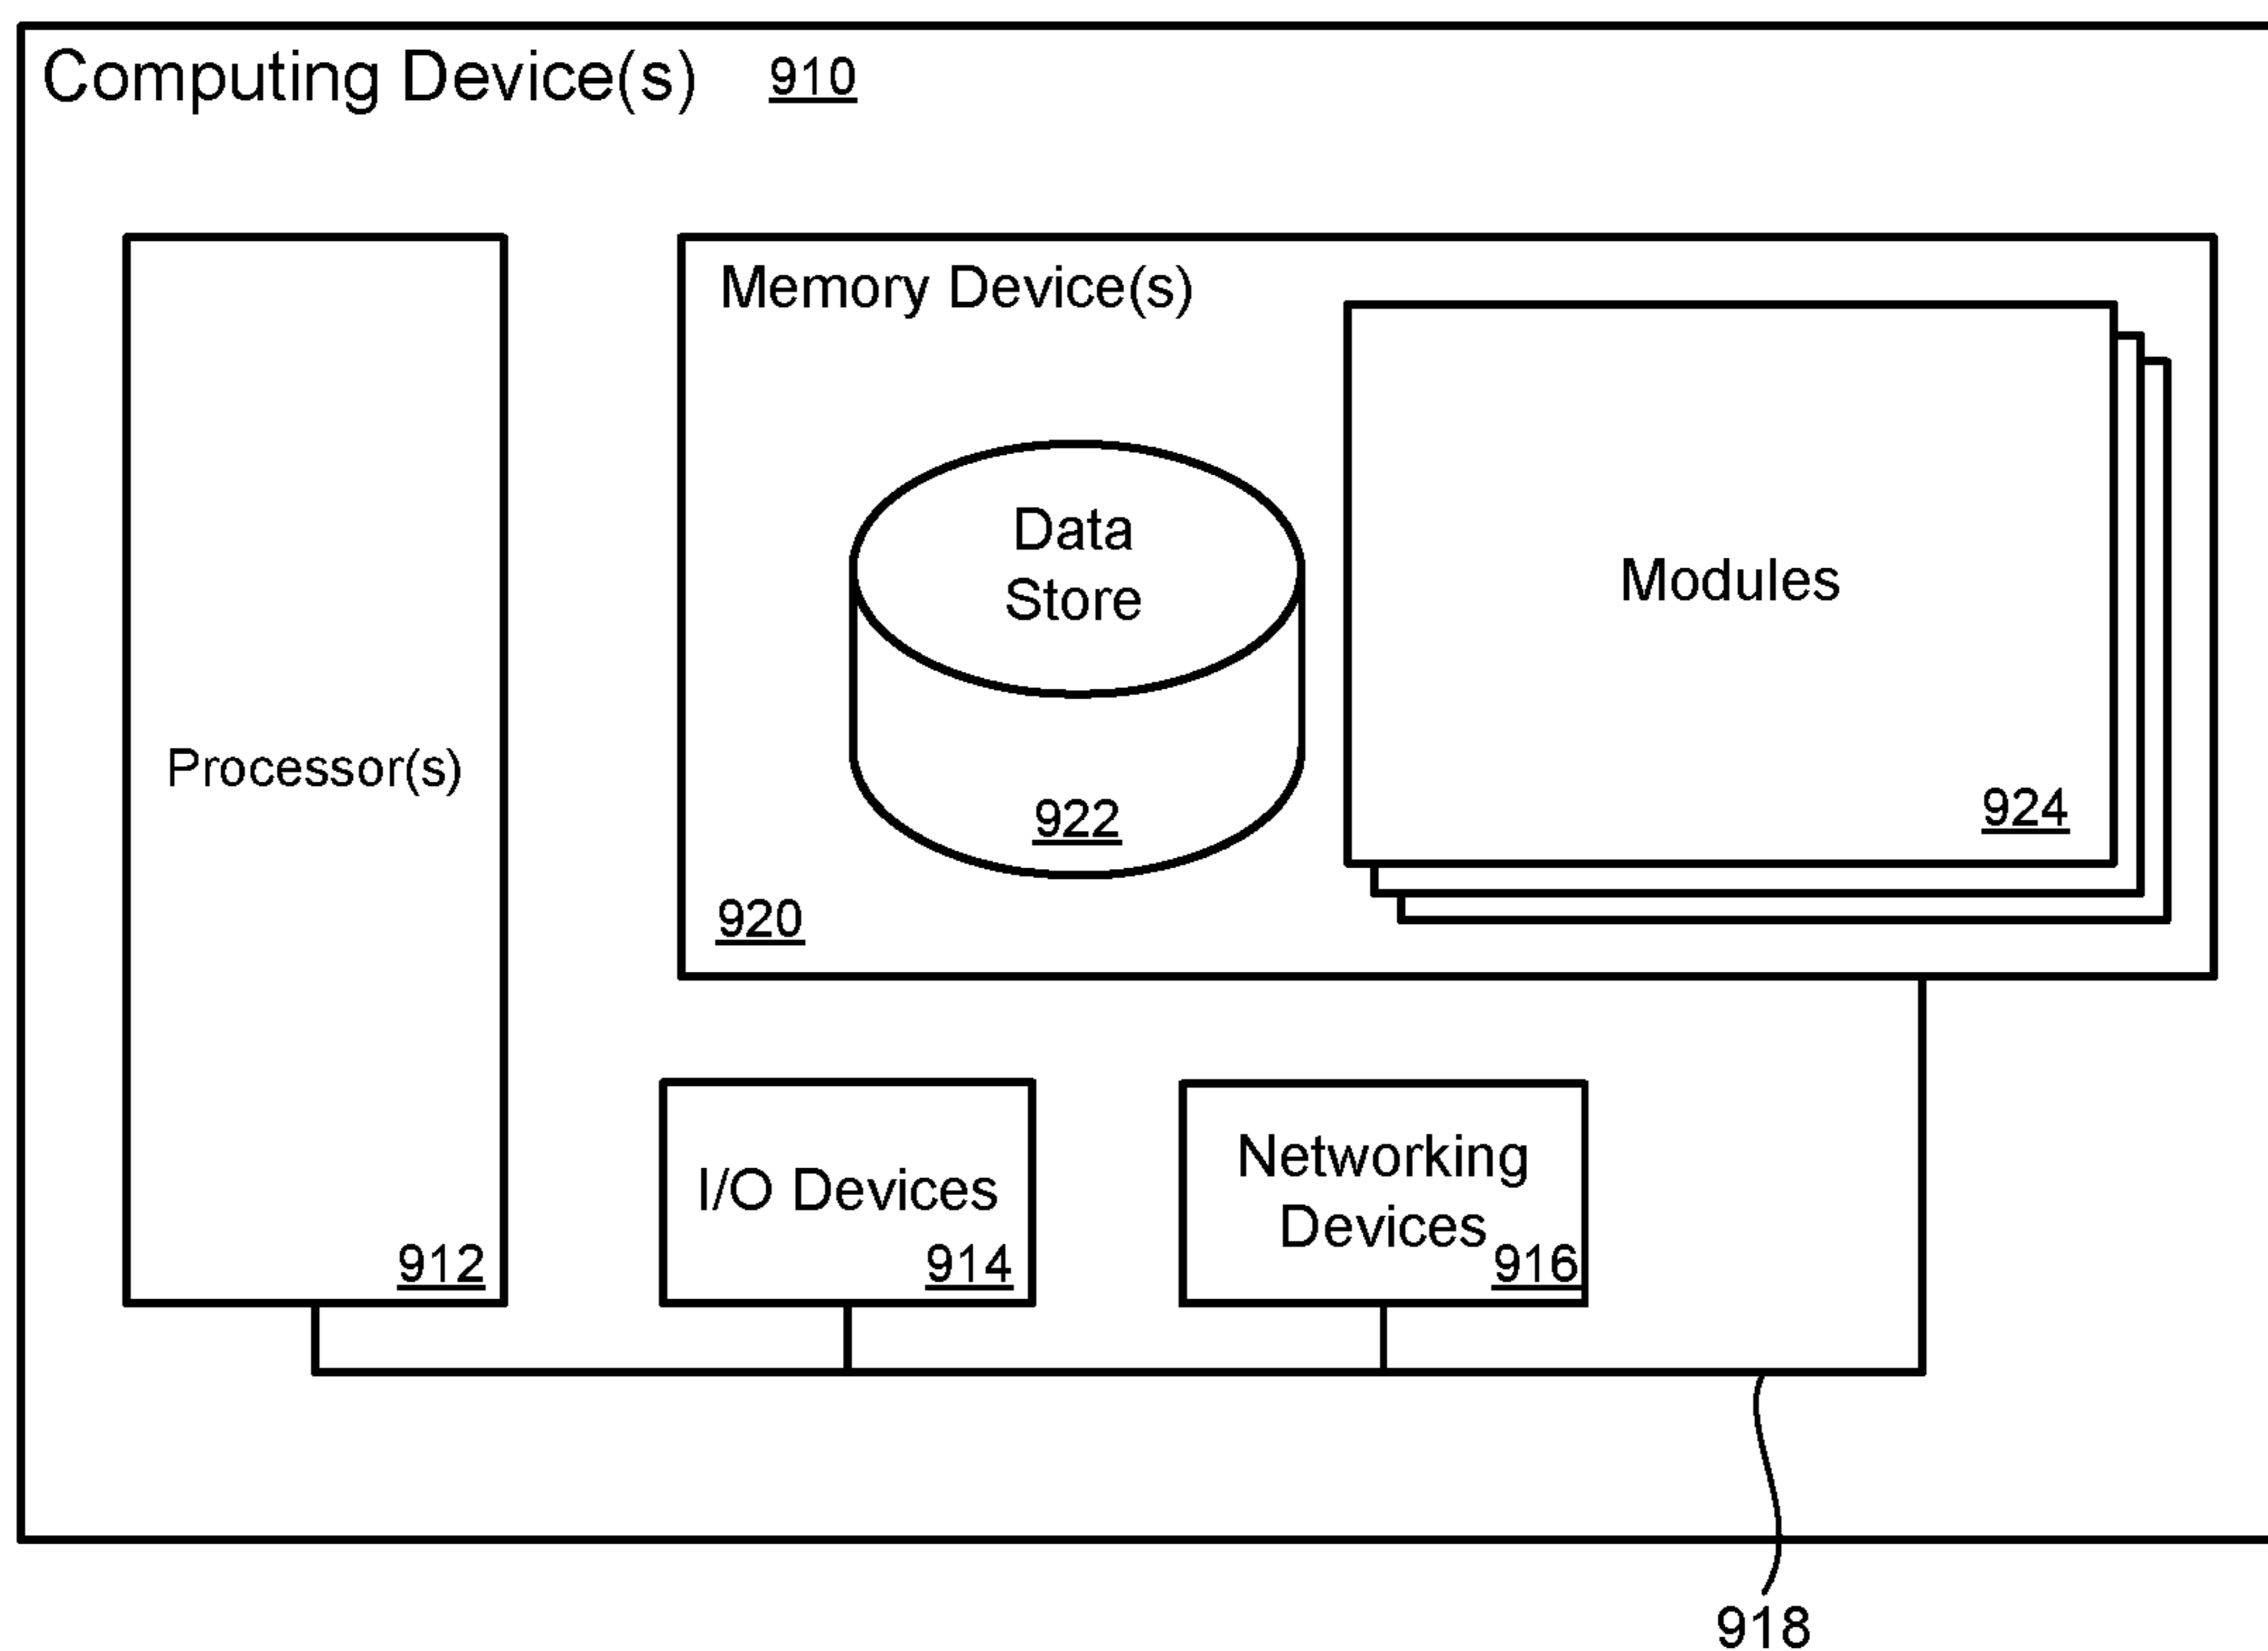 Computing Device(s) 910
Memory Device(s)
Data
Store
Modules
Processor(s)
922
924
920
I/O Devices
Networking
Devices
912
914
916
918